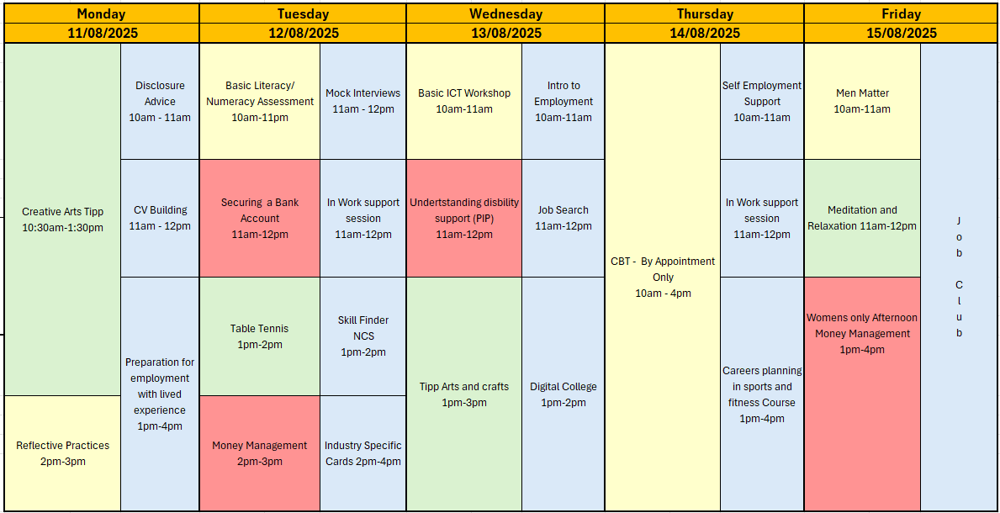 Monday
Tuesday
Wednesday
Thursday
Friday
11/08/2025
12/08/2025
13/08/2025
14/08/2025
15/08/2025
Creative Arts Tipp
10:30am-1:30pm
Reflective Practices
2pm-3pm
Disclosure
Advice
10am - 11am
CV Building
11am - 12pm
Preparation for
employment
with lived
experience
1pm-4pm
Basic Literacy/
Numeracy Assessment
10am-11pm
Securing a Bank
Account
11am-12pm
Table Tennis
1pm-2pm
Money Management
2pm-3pm
Mock Interviews
11am - 12pm
In Work support
session
11am-12pm
Skill Finder
NCS
1pm-2pm
Industry Specific
Cards 2pm-4pm
Basic ICT Workshop
10am-11am
Undertstanding disbility
support (PIP)
11am-12pm
Tipp Arts and crafts
1pm-3pm
Intro to
Employment
10am-11am
Job Search
11am-12pm
Digital College
1pm-2pm
CBT - By Appointment
Only
10am - 4pm
Self Employment
Support
10am-11am
In Work support
session
11am-12pm
Careers planning
in sports and
fitness Course
1pm-4pm
Men Matter
10am-11am
Meditation and
Relaxation 11am-12pm
Womens only Afternoon
Money Management
1pm-4pm
J
o
b
C
l
u
b